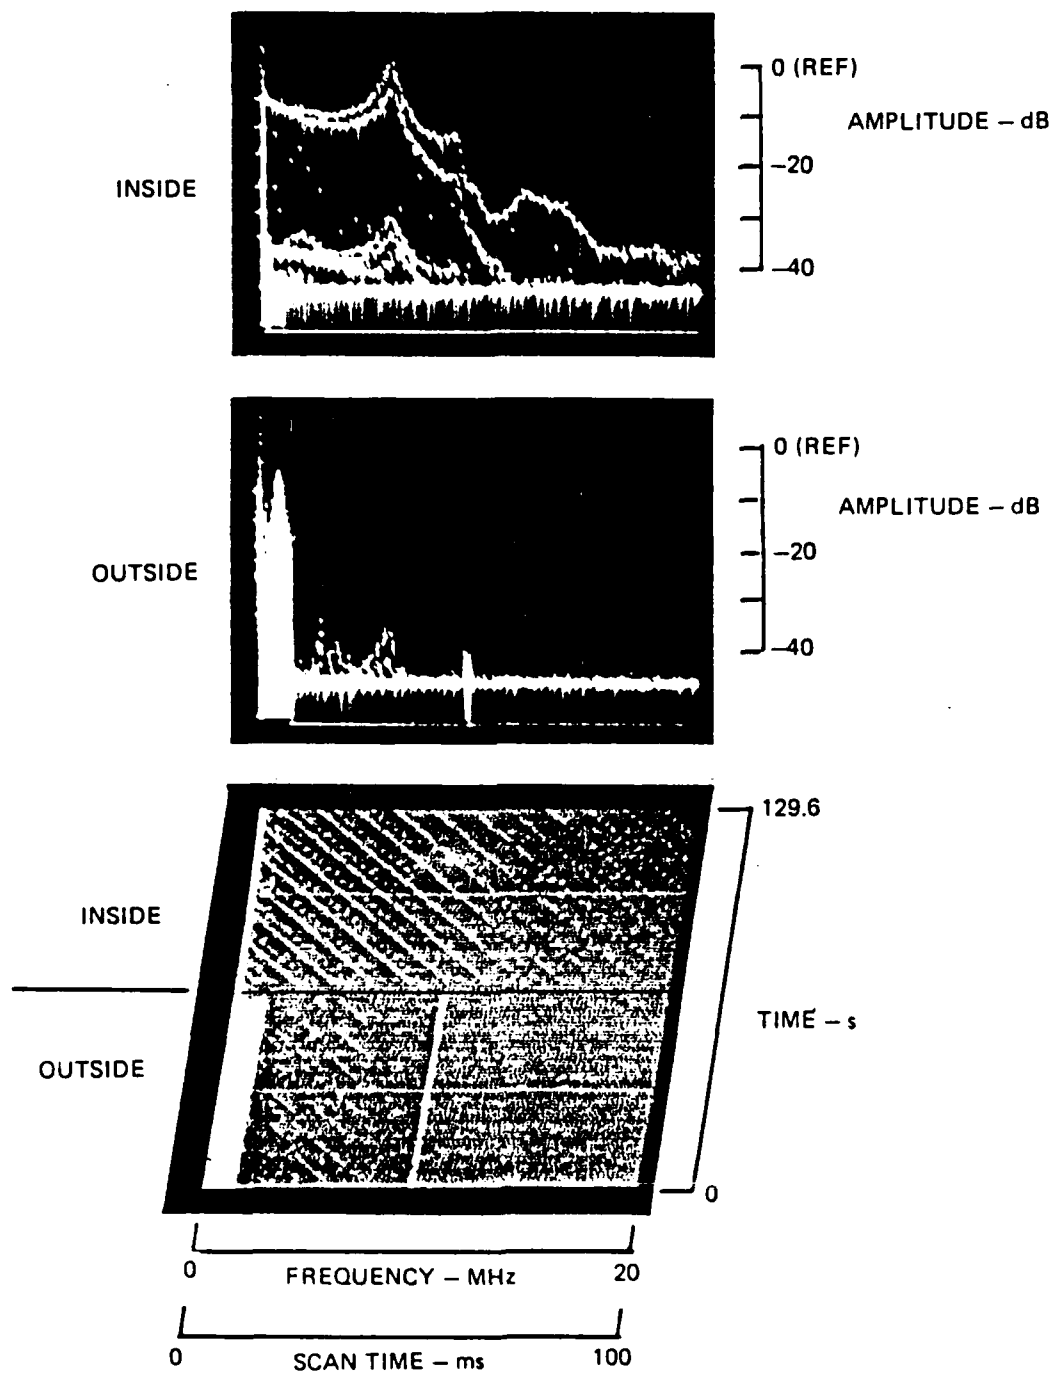 0 (REF)
AMPLITUDE – dB
–20
INSIDE
–40
0 (REF)
AMPLITUDE – dB
–20
OUTSIDE
–40
129.6
INSIDE
TIME – s
OUTSIDE
0
0 FREQUENCY – MHz 20
0 SCAN TIME – ms 100